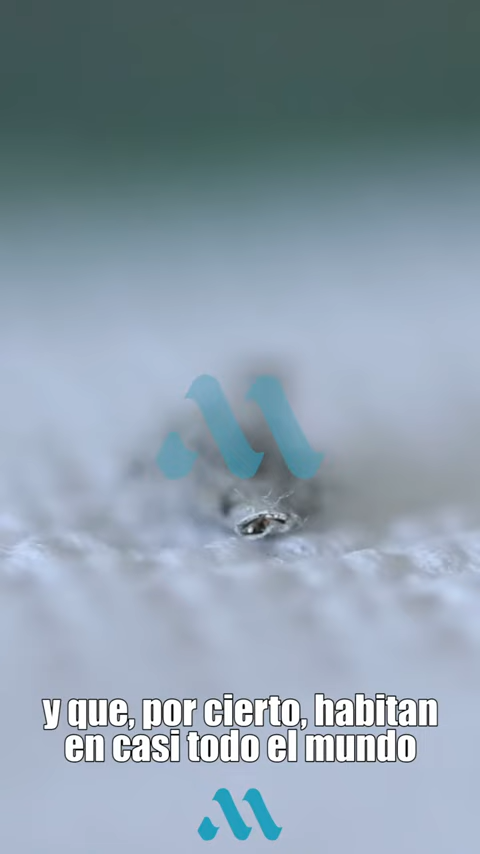 y que, por cierto, habitan
en casi todo el mundo